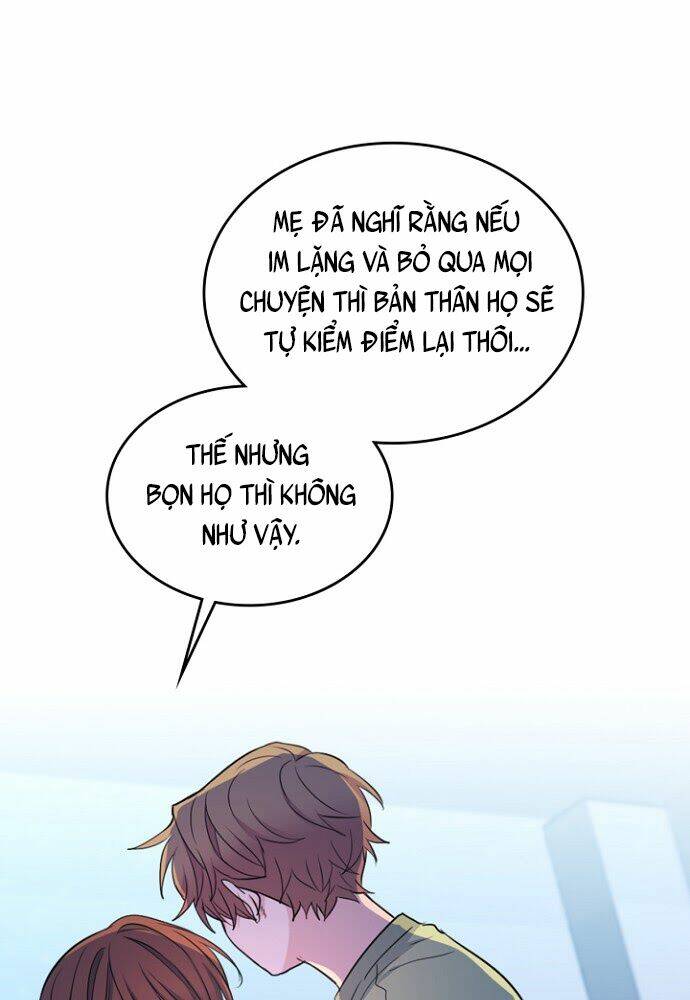 MẸ ĐÃ NGHĨ RẰNG NẾU
IM LẶNG VÀ BỎ QUA MỌI
CHUYỆN THÌ BẢN THÂN HỌ SẼ
TỰ KIỂM ĐIỂM LẠI THÔI...
THẾ NHƯNG
BỌN HỌ THÌ KHÔNG
NHƯ VẬY.